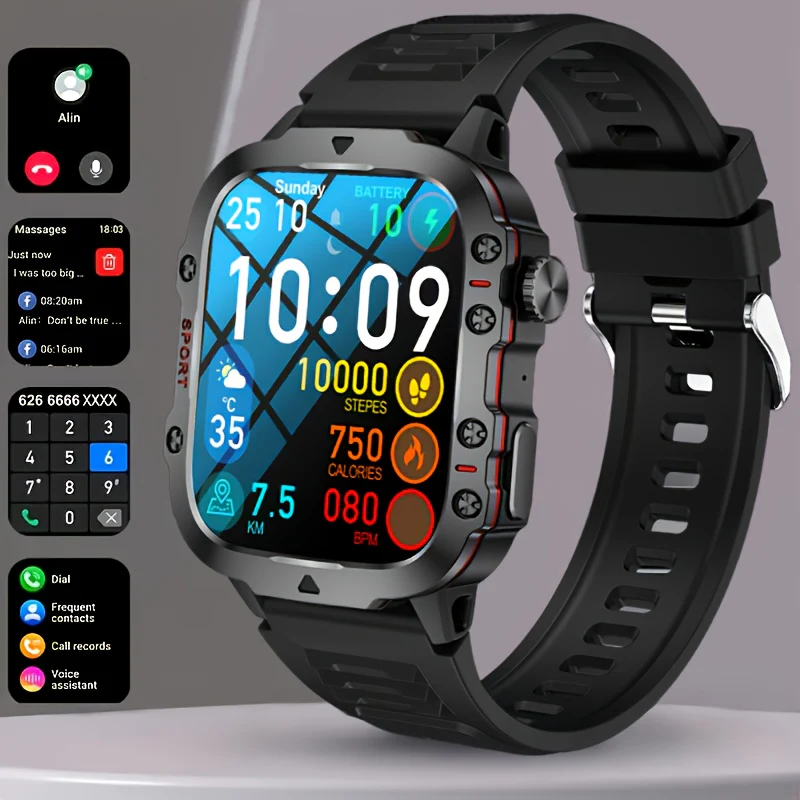 Alin
Massages 18:03
Just now
I was too big ...
08:20am
Alin: Don't be true ...
06:16am
626 6666 XXXX
1 2 3
4 5 6
7* 8 9#
0
Dial
Frequent
contacts
Call records
Voice
assistant
Sunday
BATTERY
25 10
10
10:09
10000
STEPES
°C
35
750
CALORIES
7.5
KM
080
BPM
SPORT